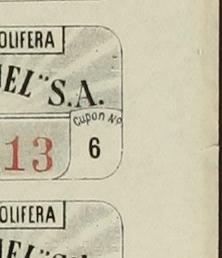 OLIFERA
EL" S.A.
Cupon Nº
13
6
OLIFERA